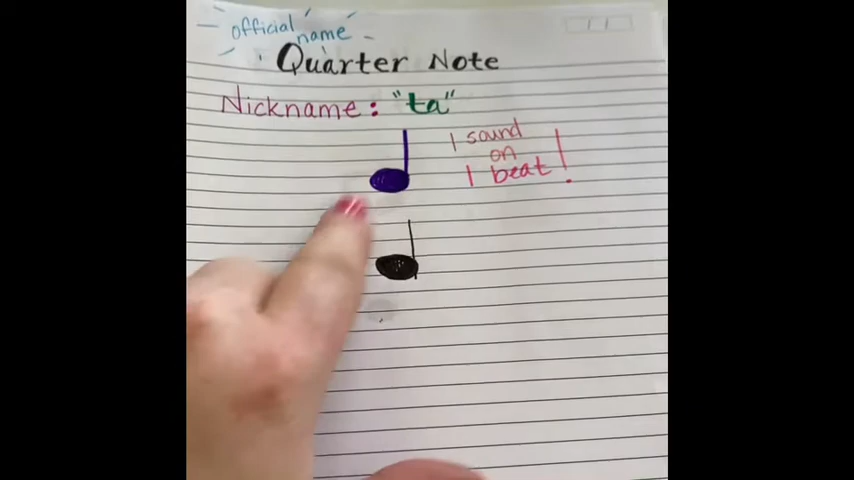 official
name
Quarter Note
Nickname: "ta"
1 sound
on
1 beat!